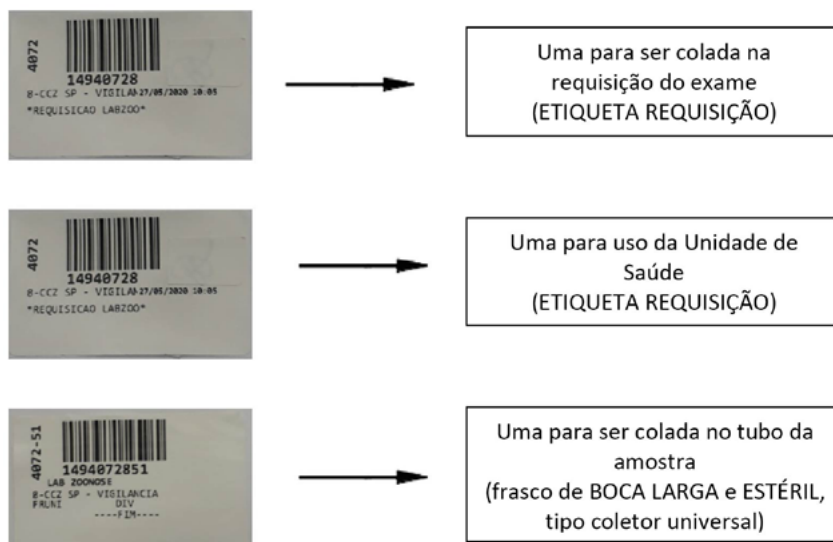 4072
14940728
8-CCZ SP - VIGILAN27/05/2020 10:05
*REQUISICAO LABZOO*
Uma para ser colada na
requisição do exame
(ETIQUETA REQUISIÇÃO)
4072
14940728
8-CCZ SP - VIGILAN27/05/2020 10:05
*REQUISICAO LABZOO*
Uma para uso da Unidade de
Saúde
(ETIQUETA REQUISIÇÃO)
4072-51
1494072851
LAB ZOONOSE
8-CCZ SP - VIGILANCIA
FRUNI DIV
----FIM----
Uma para ser colada no tubo da
amostra
(frasco de BOCA LARGA e ESTÉRIL,
tipo coletor universal)